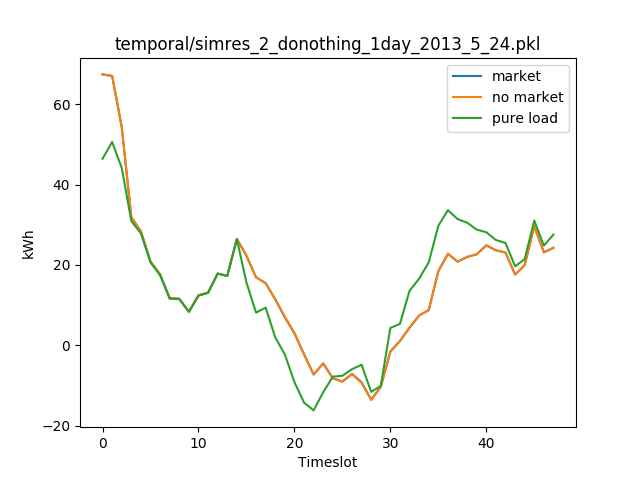 temporal/simres_2_donothing_1day_2013_5_24.pkl
market
no market
pure load
kWh
60
40
20
0
−20
0
10
20
30
40
Timeslot